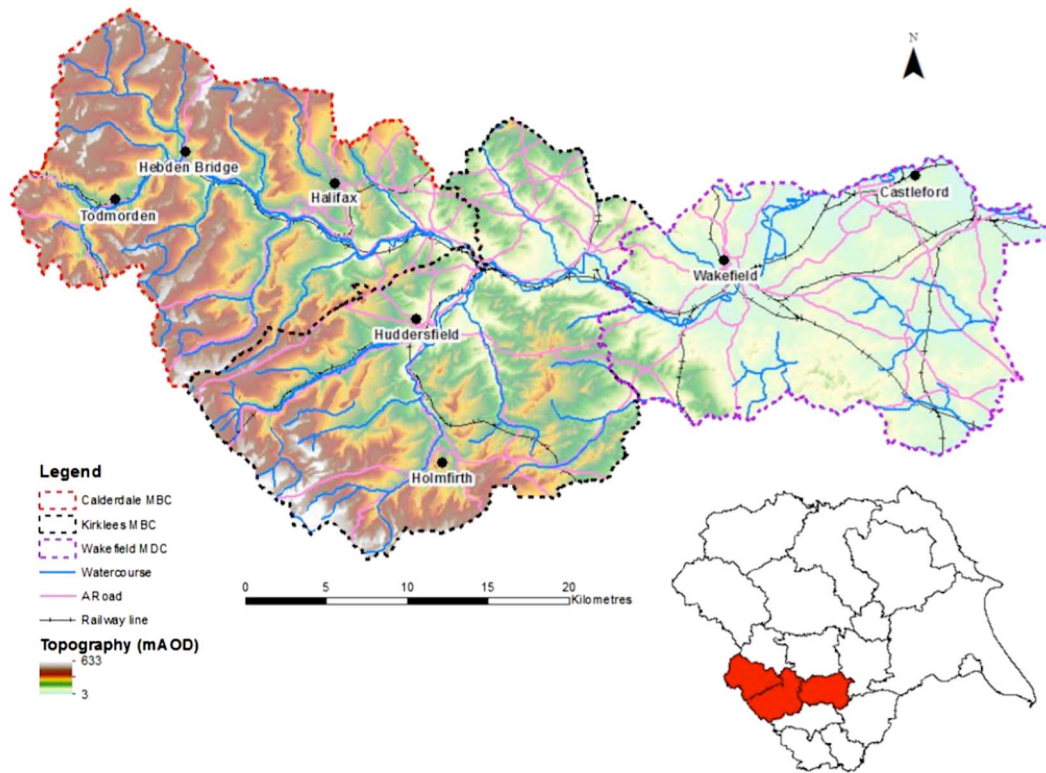 N
Hebden Bridge
Todmorden
Halifax
Castleford
Wakefield
Huddersfield
Holmfirth
Legend
Calderdale MBC
Kirklees MBC
Wakefield MDC
Watercourse
A Road
Railway line
Topography (mAOD)
633
3
0 5 10 15 20
Kilometres